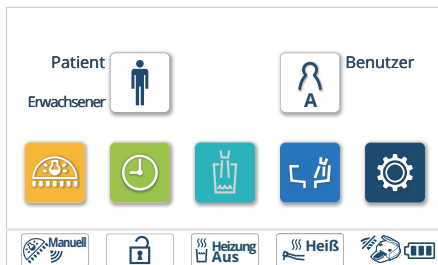 Patient
Benutzer
Erwachsener
A
Manuell
Heizung
Aus
Heiß